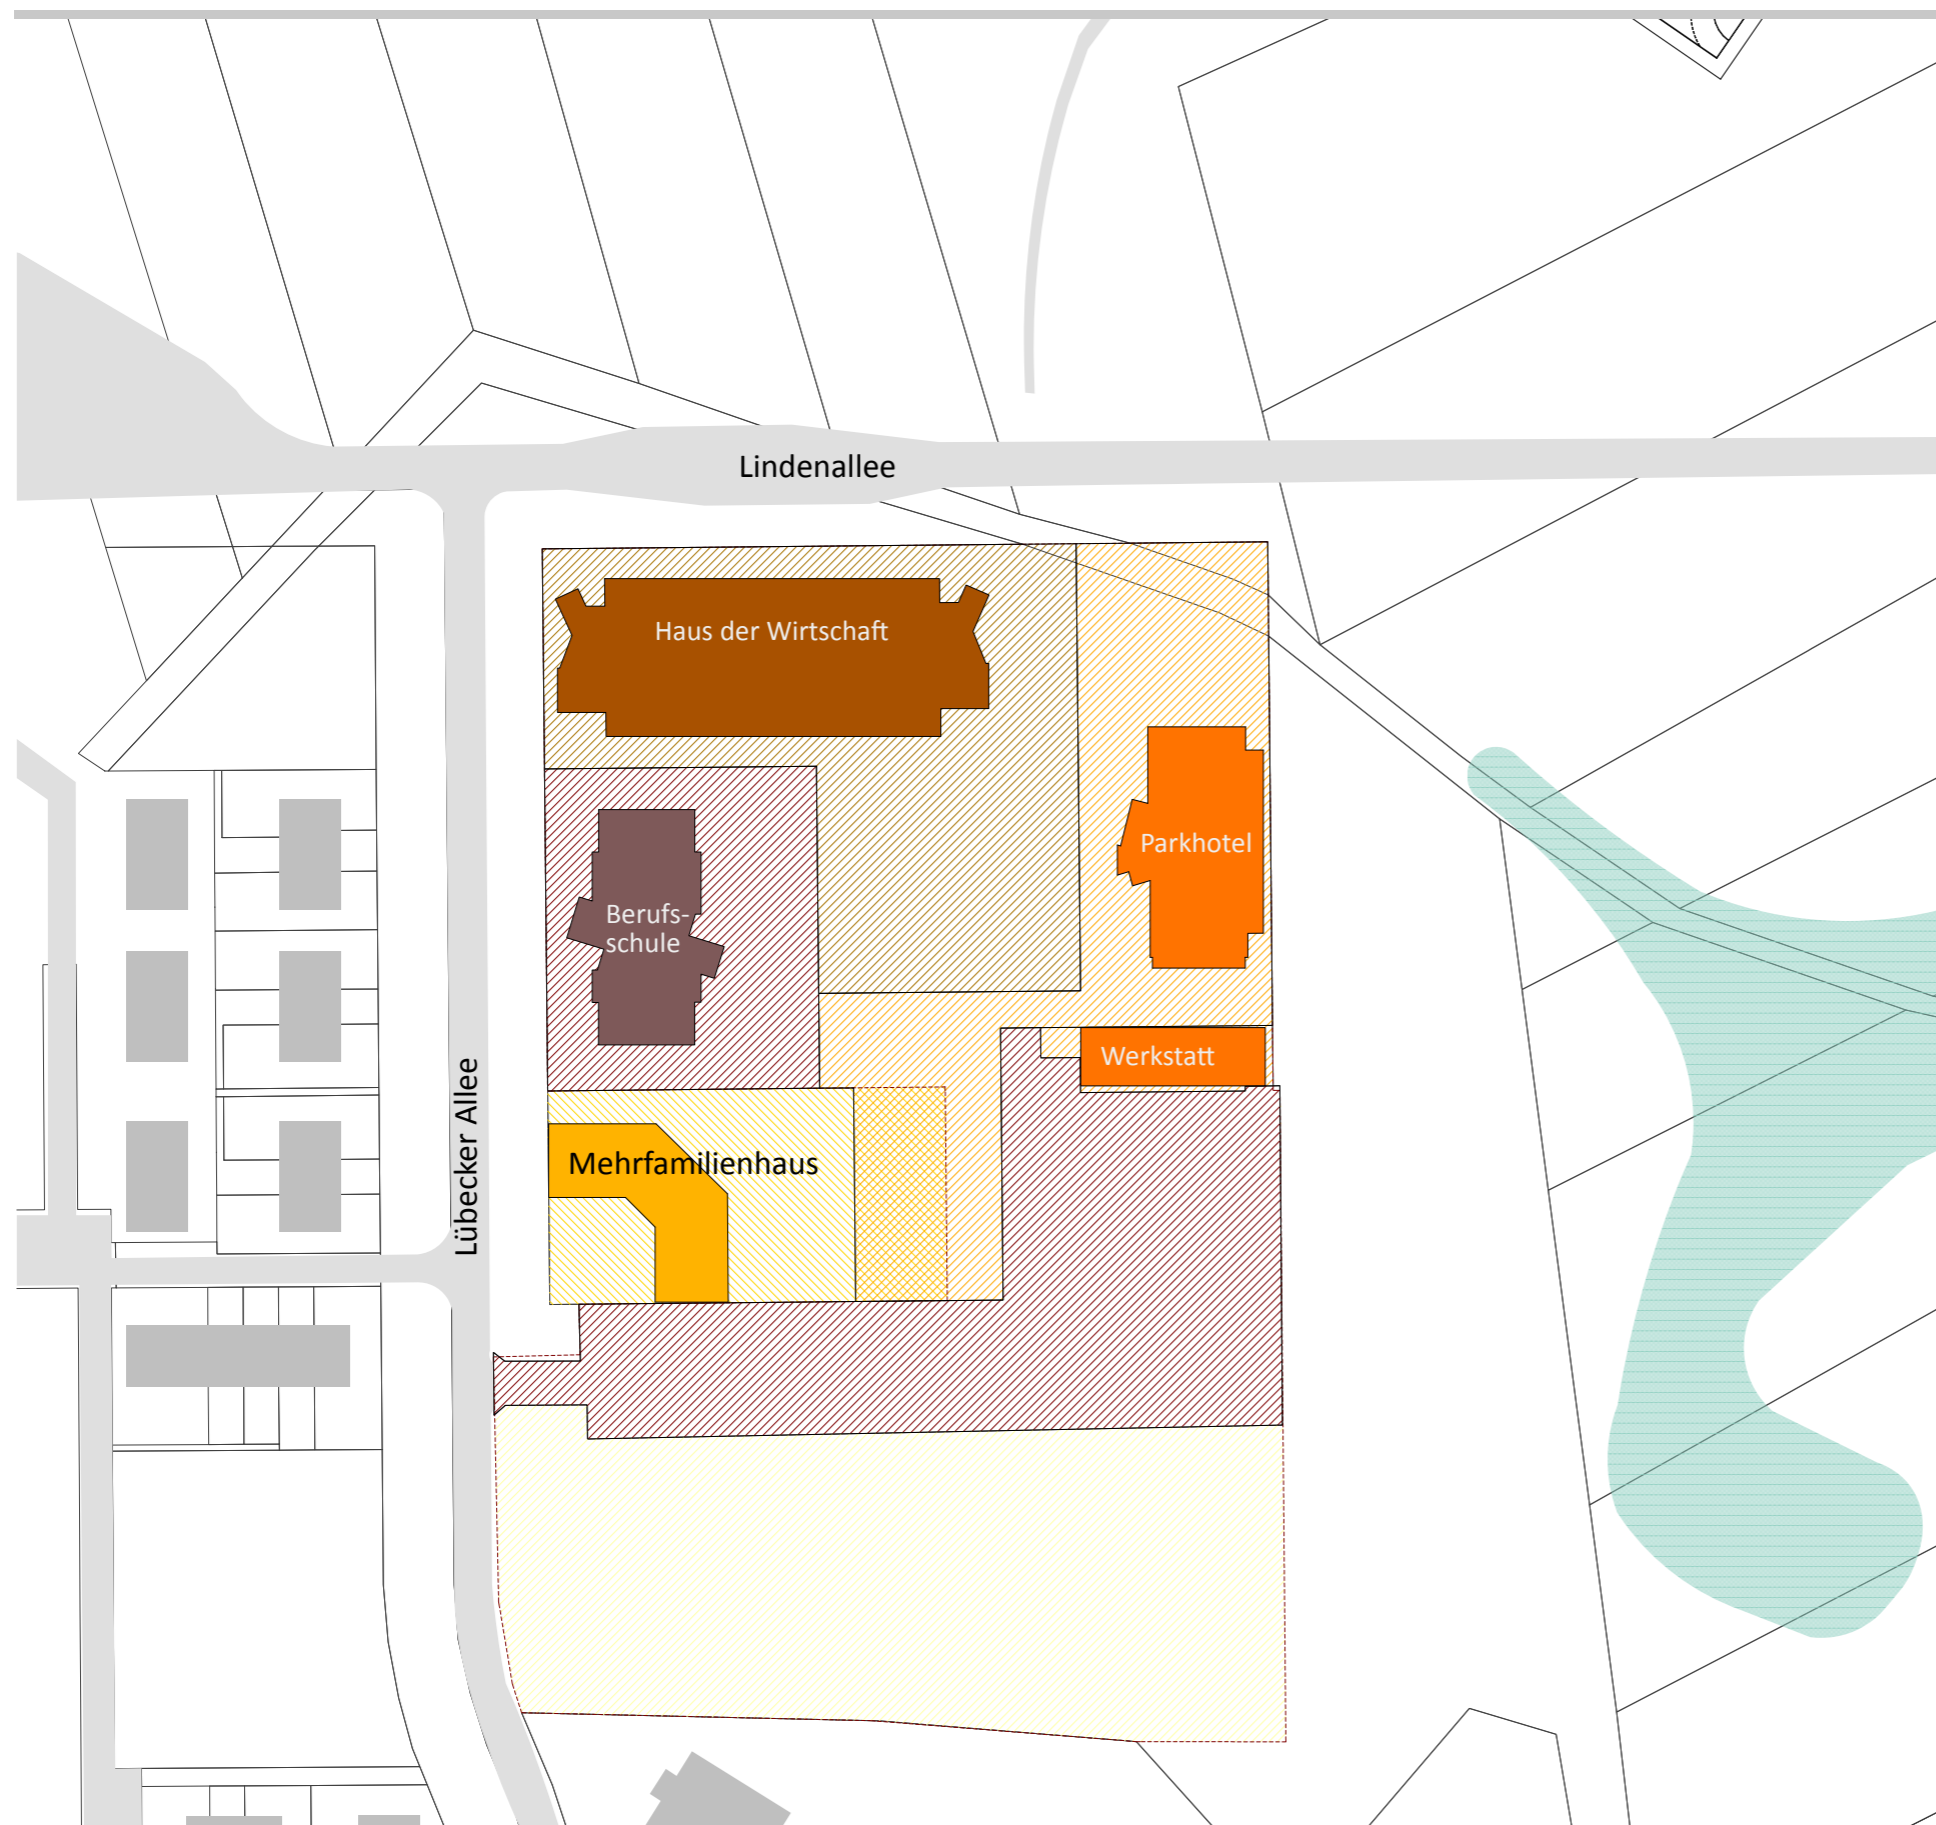 Lindenallee
Haus der Wirtschaft
Parkhotel
Berufs-
schule
Werkstatt
Lübecker Allee
Mehrfamilienhaus